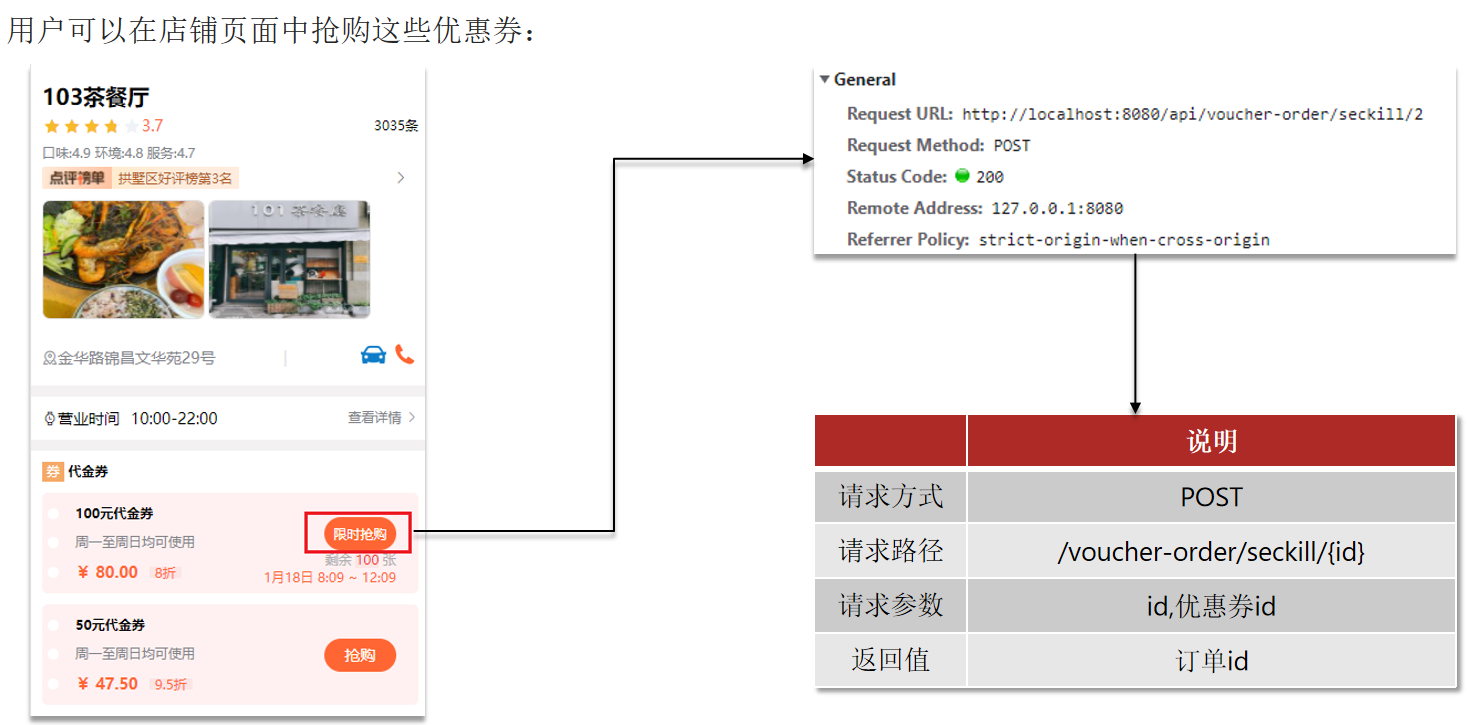 用户可以在店铺页面中抢购这些优惠券：
103茶餐厅
3.7
3035条
口味:4.9 环境:4.8 服务:4.7
点评榜单 拱墅区好评榜第3名
金华路锦昌文华苑29号
营业时间 10:00-22:00 查看详情
券 代金券
100元代金券
限时抢购
周一至周日均可使用
剩余 100 张
￥ 80.00 8折
1月18日 8:09 ~ 12:09
50元代金券
周一至周日均可使用
抢购
￥ 47.50 9.5折
General
Request URL: http://localhost:8080/api/voucher-order/seckill/2
Request Method: POST
Status Code: 200
Remote Address: 127.0.0.1:8080
Referrer Policy: strict-origin-when-cross-origin
说明
请求方式 POST
请求路径 /voucher-order/seckill/{id}
请求参数 id,优惠券id
返回值 订单id